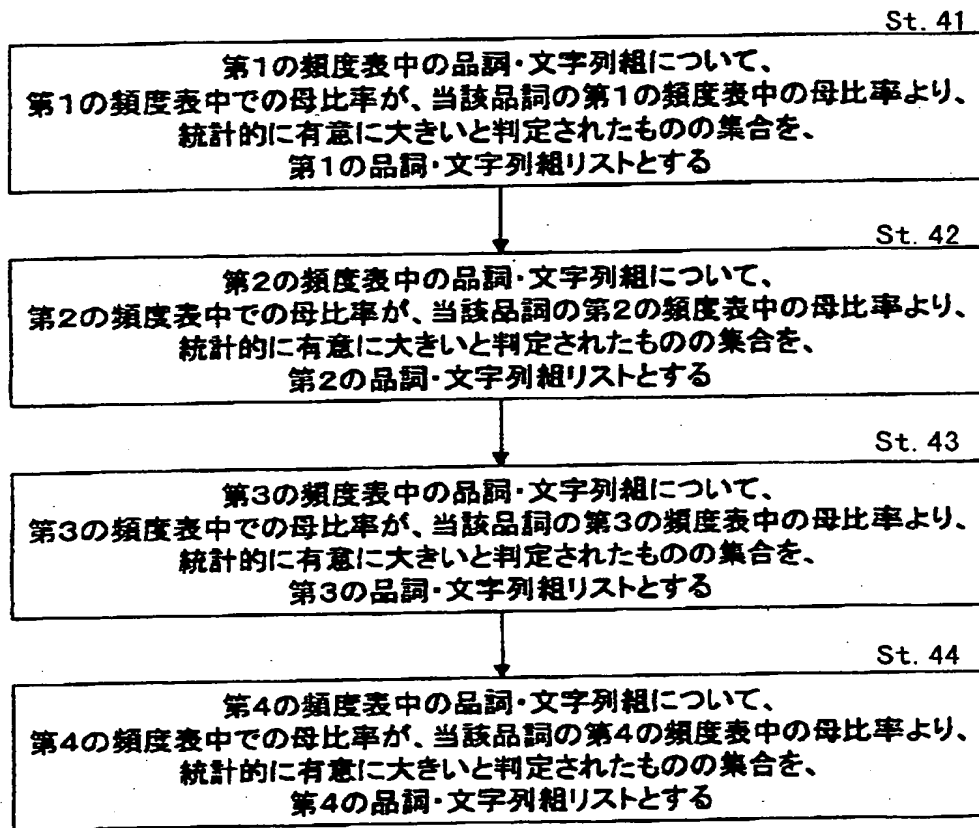 St. 41
第1の頻度表中の品詞・文字列組について、
第1の頻度表中での母比率が、当該品詞の第1の頻度表中の母比率より、
統計的に有意に大きいと判定されたものの集合を、
第1の品詞・文字列組リストとする
St. 42
第2の頻度表中の品詞・文字列組について、
第2の頻度表中での母比率が、当該品詞の第2の頻度表中の母比率より、
統計的に有意に大きいと判定されたものの集合を、
第2の品詞・文字列組リストとする
St. 43
第3の頻度表中の品詞・文字列組について、
第3の頻度表中での母比率が、当該品詞の第3の頻度表中の母比率より、
統計的に有意に大きいと判定されたものの集合を、
第3の品詞・文字列組リストとする
St. 44
第4の頻度表中の品詞・文字列組について、
第4の頻度表中での母比率が、当該品詞の第4の頻度表中の母比率より、
統計的に有意に大きいと判定されたものの集合を、
第4の品詞・文字列組リストとする